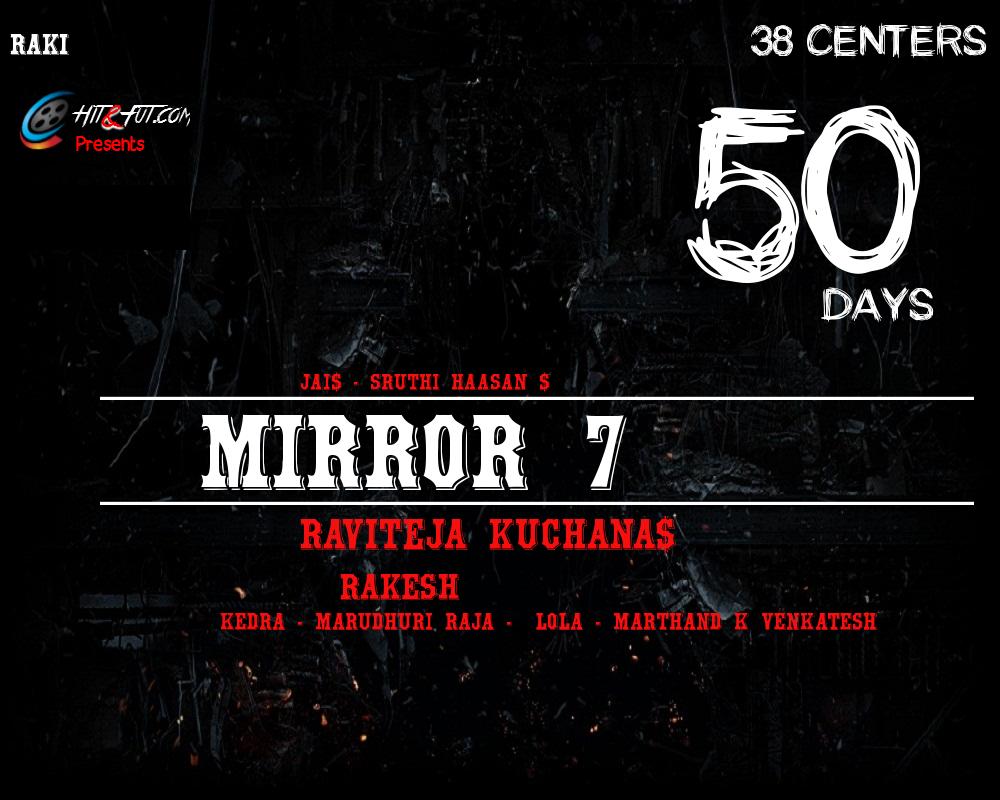 RAKI
38 CENTERS
HIT&FUT.COM
Presents
50
DAYS
JAI$ - SRUTHI HAASAN $
MIRROR 7
RAVITEJA KUCHANA$
RAKESH
KEDRA - MARUDHURI RAJA - LOLA - MARTHAND K VENKATESH